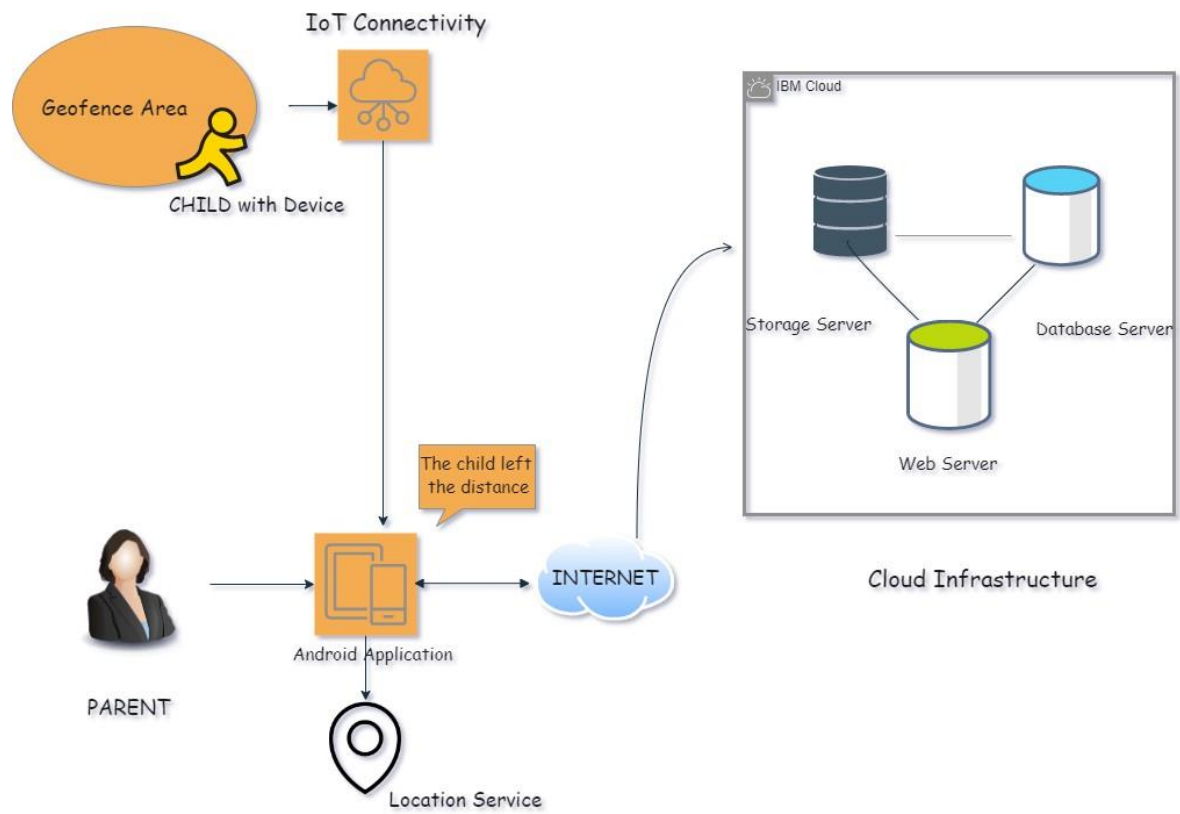 IoT Connectivity
Geofence Area
CHILD with Device
IBM Cloud
Storage Server
Database Server
Web Server
The child left
the distance
INTERNET
Cloud Infrastructure
Android Application
PARENT
Location Service